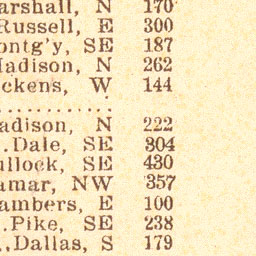 arshall, N 170
Russell, E 300
ontg'y, SE 187
Madison, N 262
ickens, W 144
..............
adison, N 222
..Dale, SE 304
ullock, SE 430
amar, NW 357
ambers, E 100
..Pike, SE 238
..Dallas, S 179